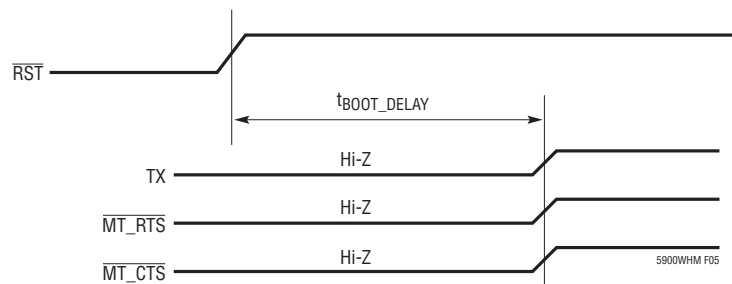 RST
tBOOT_DELAY
TX Hi-Z
MT_RTS Hi-Z
MT_CTS Hi-Z
5900WHM F05